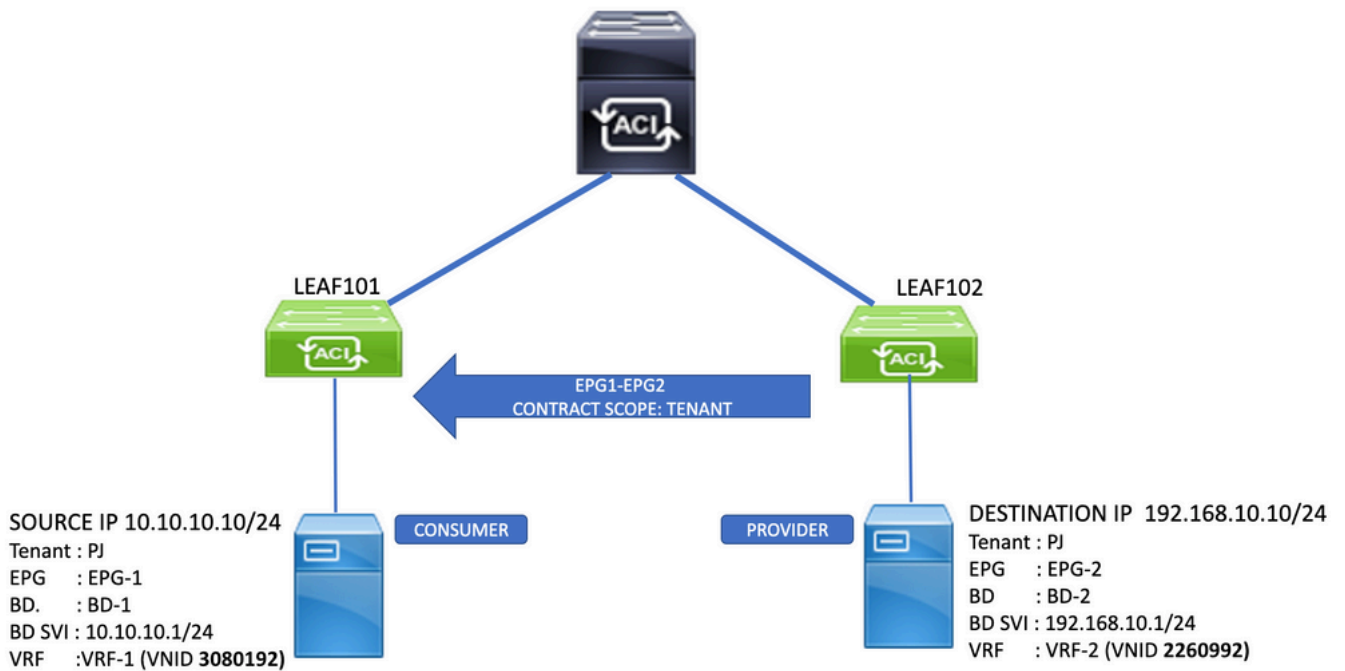 ACI
LEAF101
LEAF102
ACI
ACI
EPG1-EPG2
CONTRACT SCOPE: TENANT
SOURCE IP 10.10.10.10/24
Tenant : PJ
EPG : EPG-1
BD. : BD-1
BD SVI : 10.10.10.1/24
VRF :VRF-1 (VNID 3080192)
CONSUMER
PROVIDER
DESTINATION IP 192.168.10.10/24
Tenant : PJ
EPG : EPG-2
BD : BD-2
BD SVI : 192.168.10.1/24
VRF : VRF-2 (VNID 2260992)